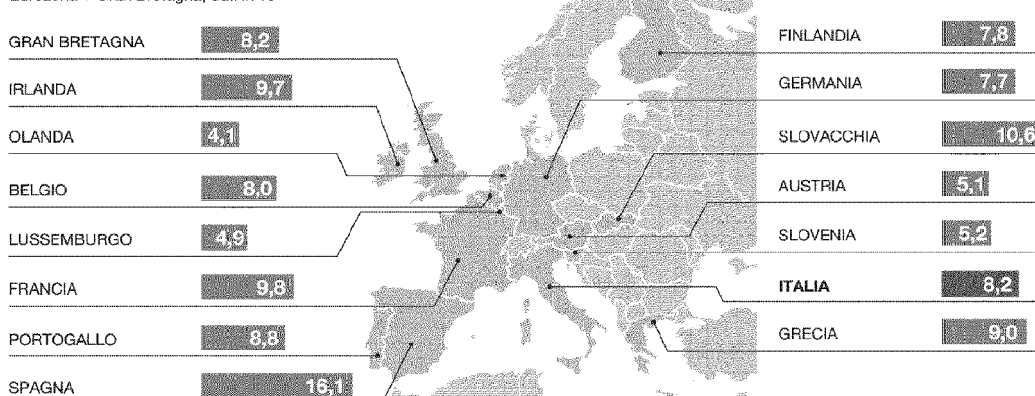 GRAN BRETAGNA 8,2
IRLANDA 9,7
OLANDA 4,1
BELGIO 8,0
LUSSEMBURGO 4,9
FRANCIA 9,8
PORTOGALLO 8,8
SPAGNA 16,1
FINLANDIA 7,8
GERMANIA 7,7
SLOVACCHIA 10,6
AUSTRIA 5,1
SLOVENIA 5,2
ITALIA 8,2
GRECIA 9,0